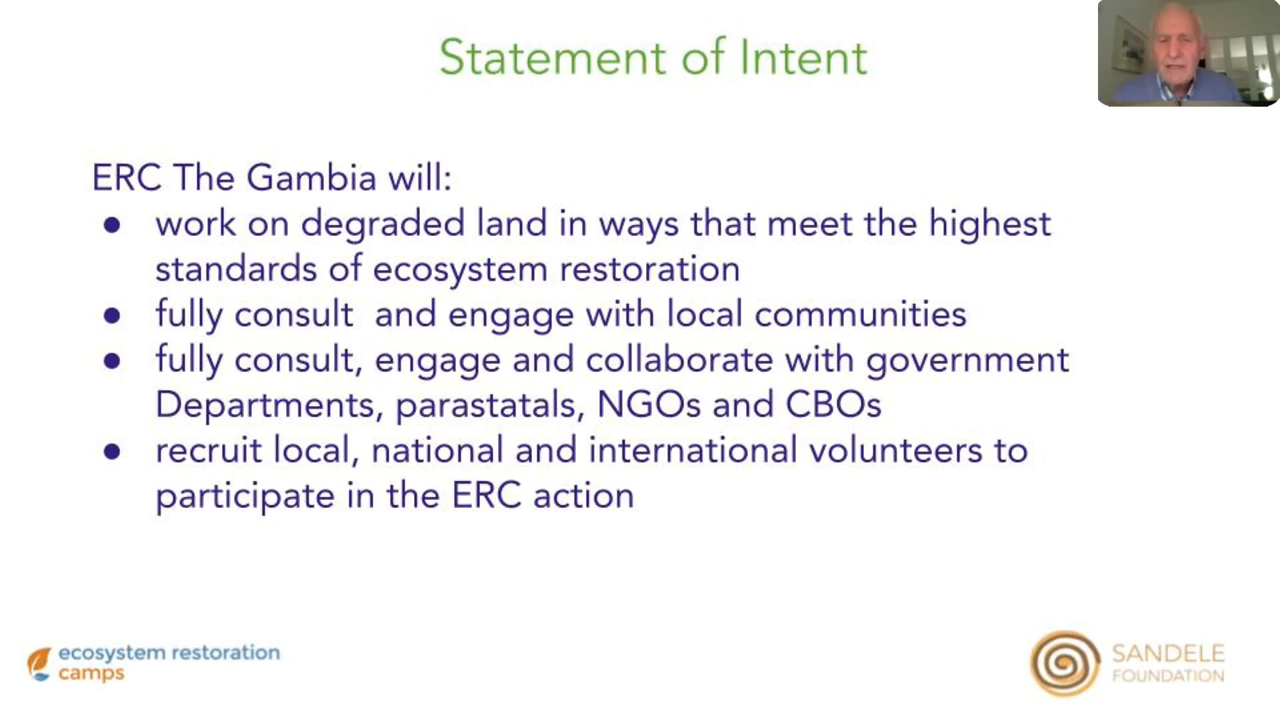 Statement of Intent
ERC The Gambia will:
● work on degraded land in ways that meet the highest
standards of ecosystem restoration
● fully consult  and engage with local communities
● fully consult, engage and collaborate with government
Departments, parastatals, NGOs and CBOs
● recruit local, national and international volunteers to
participate in the ERC action
ecosystem restoration
camps
SANDELE
FOUNDATION